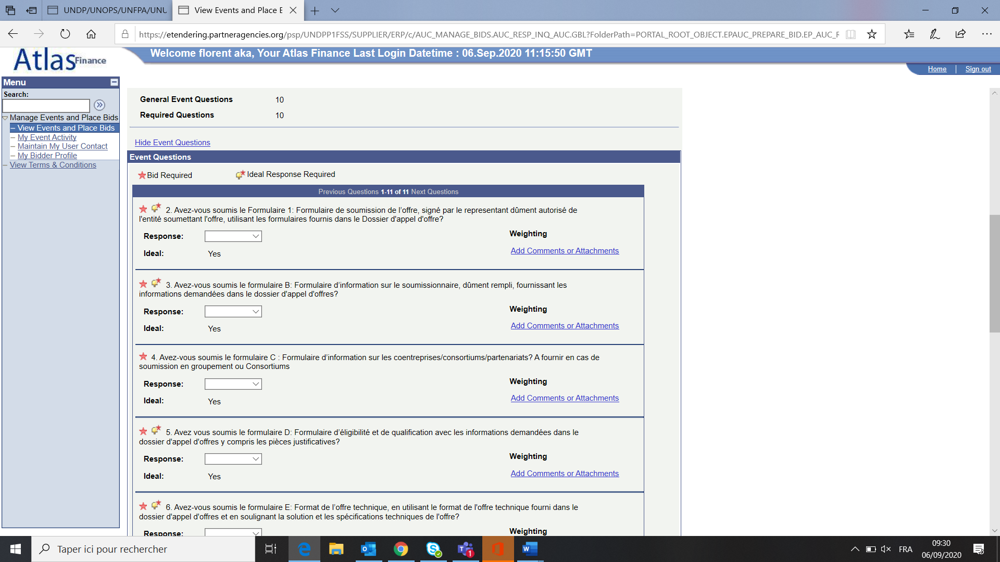 UNDP/UNOPS/UNFPA/UNU
View Events and Place E
https://etendering.partneragencies.org/psp/UNDPP1FSS/SUPPLIER/ERP/c/AUC_MANAGE_BIDS.AUC_RESP_INQ_AUC.GBL?FolderPath=PORTAL_ROOT_OBJECT.EPAUC_PREPARE_BID.EP_AUC_R
Atlas Finance
Welcome florent aka, Your Atlas Finance Last Login Datetime : 06.Sep.2020 11:15:50 GMT
Home
Sign out
Menu
Search:
Manage Events and Place Bids
– View Events and Place Bids
– My Event Activity
– Maintain My User Contact
– My Bidder Profile
– View Terms & Conditions
General Event Questions 10
Required Questions 10
Hide Event Questions
Event Questions
Bid Required Ideal Response Required
Previous Questions 1-11 of 11 Next Questions
2. Avez-vous soumis le Formulaire 1: Formulaire de soumission de l’offre, signé par le representant dûment autorisé de
l'entité soumettant l'offre, utilisant les formulaires fournis dans le Dossier d'appel d'offre?
Response: Weighting
Ideal: Yes Add Comments or Attachments
3. Avez-vous soumis le formulaire B: Formulaire d’information sur le soumissionnaire, dûment rempli, fournissant les
informations demandées dans le dossier d'appel d'offres?
Response: Weighting
Ideal: Yes Add Comments or Attachments
4. Avez-vous soumis le formulaire C : Formulaire d’information sur les coentreprises/consortiums/partenariats? A fournir en cas de
soumission en groupement ou Consortiums
Response: Weighting
Ideal: Yes Add Comments or Attachments
5. Avez vous soumis le formulaire D: Formulaire d’éligibilité et de qualification avec les informations demandées dans le
dossier d'appel d'offres y compris les pièces justificatives?
Response: Weighting
Ideal: Yes Add Comments or Attachments
6. Avez-vous soumis le formulaire E: Format de l’offre technique, en utilisant le format de l'offre technique fourni dans le
dossier d'appel d'offres et en soulignant la solution et les spécifications techniques de l'offre?
Response: Weighting
Taper ici pour rechercher
1
FRA
09:30
06/09/2020